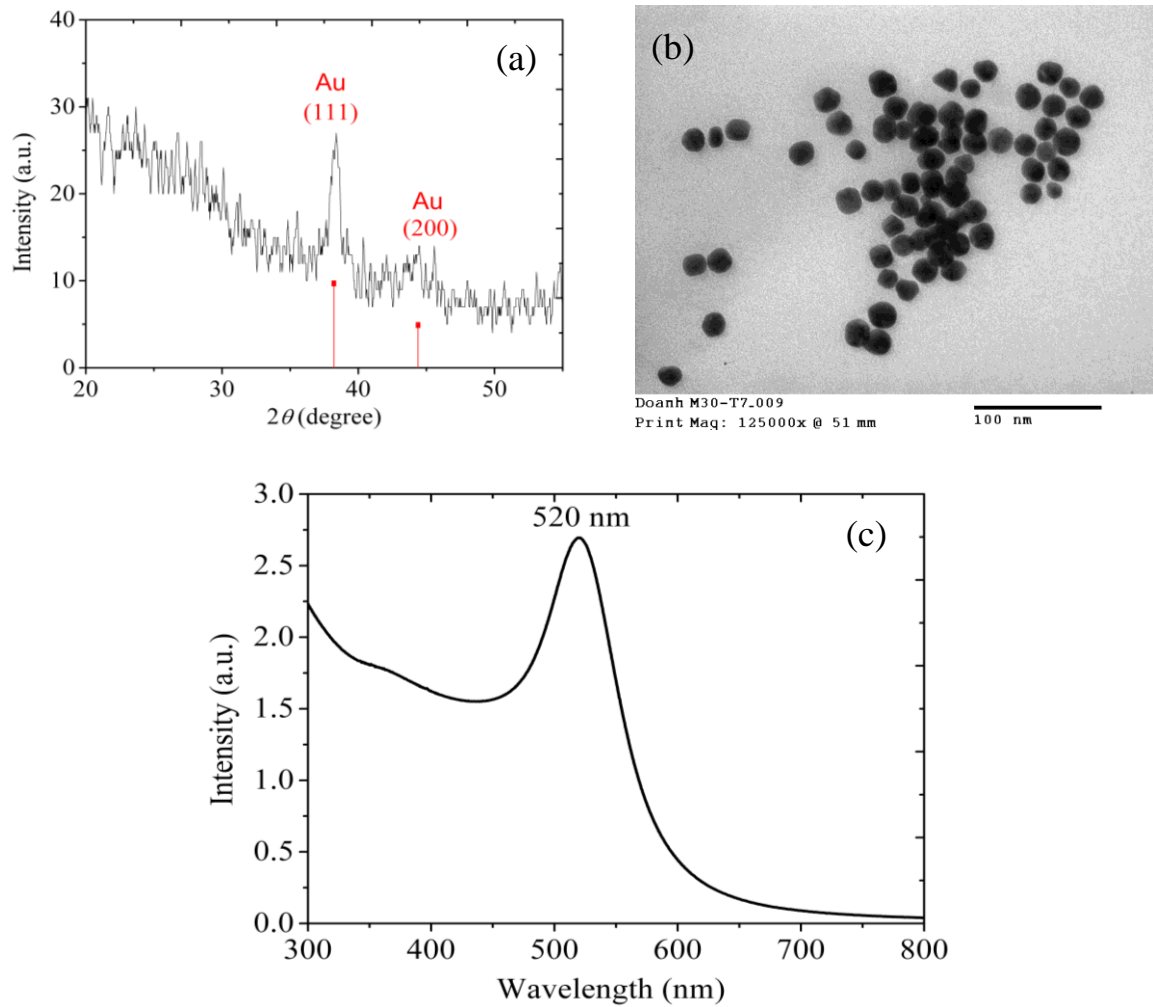 (a)
40
30
20
10
0
Intensity (a.u.)
Au
(111)
Au
(200)
20
30
40
50
2θ (degree)
(b)
Doanh M30-T7.009
Print Mag: 125000x @ 51 mm
100 nm
(c)
520 nm
3.0
2.5
2.0
1.5
1.0
0.5
0.0
Intensity (a.u.)
300
400
500
600
700
800
Wavelength (nm)